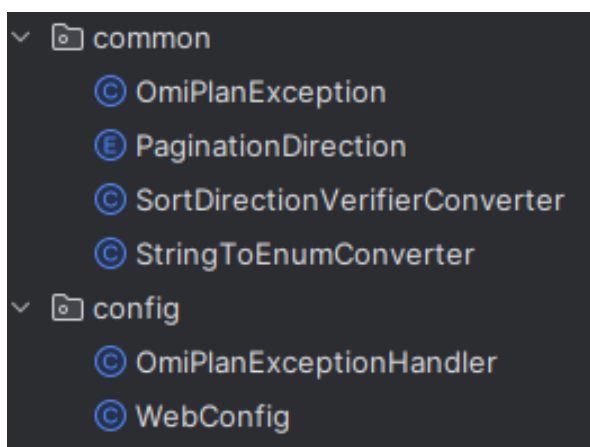 common
C OmiPlanException
E PaginationDirection
C SortDirectionVerifierConverter
C StringToEnumConverter
config
C OmiPlanExceptionHandler
C WebConfig